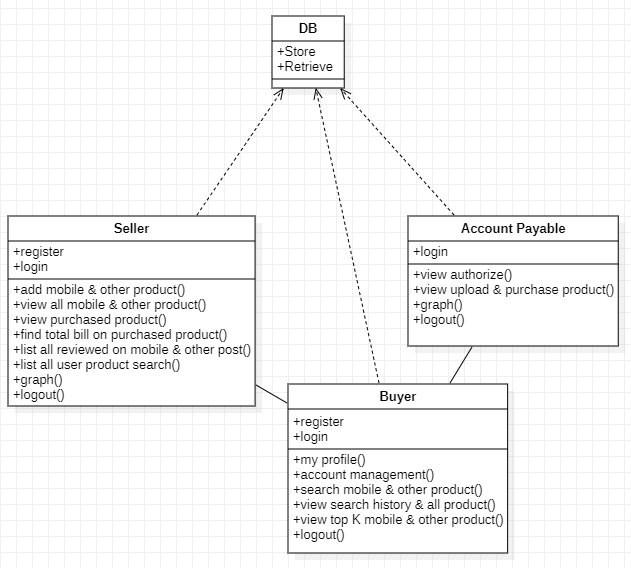 DB
+Store
+Retrieve
Seller
+register
+login
+add mobile & other product()
+view all mobile & other product()
+view purchased product()
+find total bill on purchased product()
+list all reviewed on mobile & other post()
+list all user product search()
+graph()
+logout()
Account Payable
+login
+view authorize()
+view upload & purchase product()
+graph()
+logout()
Buyer
+register
+login
+my profile()
+account management()
+search mobile & other product()
+view search history & all product()
+view top K mobile & other product()
+logout()